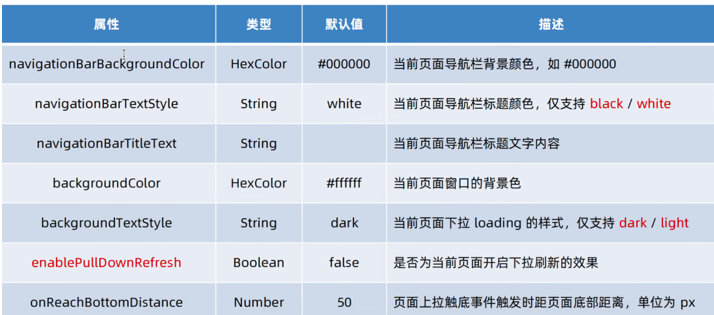 属性 类型 默认值 描述
navigationBarBackgroundColor HexColor #000000 当前页面导航栏背景颜色，如 #000000
navigationBarTextStyle String white 当前页面导航栏标题颜色，仅支持 black / white
navigationBarTitleText String 当前页面导航栏标题文字内容
backgroundColor HexColor #ffffff 当前页面窗口的背景色
backgroundTextStyle String dark 当前页面下拉 loading 的样式，仅支持 dark / light
enablePullDownRefresh Boolean false 是否为当前页面开启下拉刷新的效果
onReachBottomDistance Number 50 页面上拉触底事件触发时距页面底部距离，单位为 px